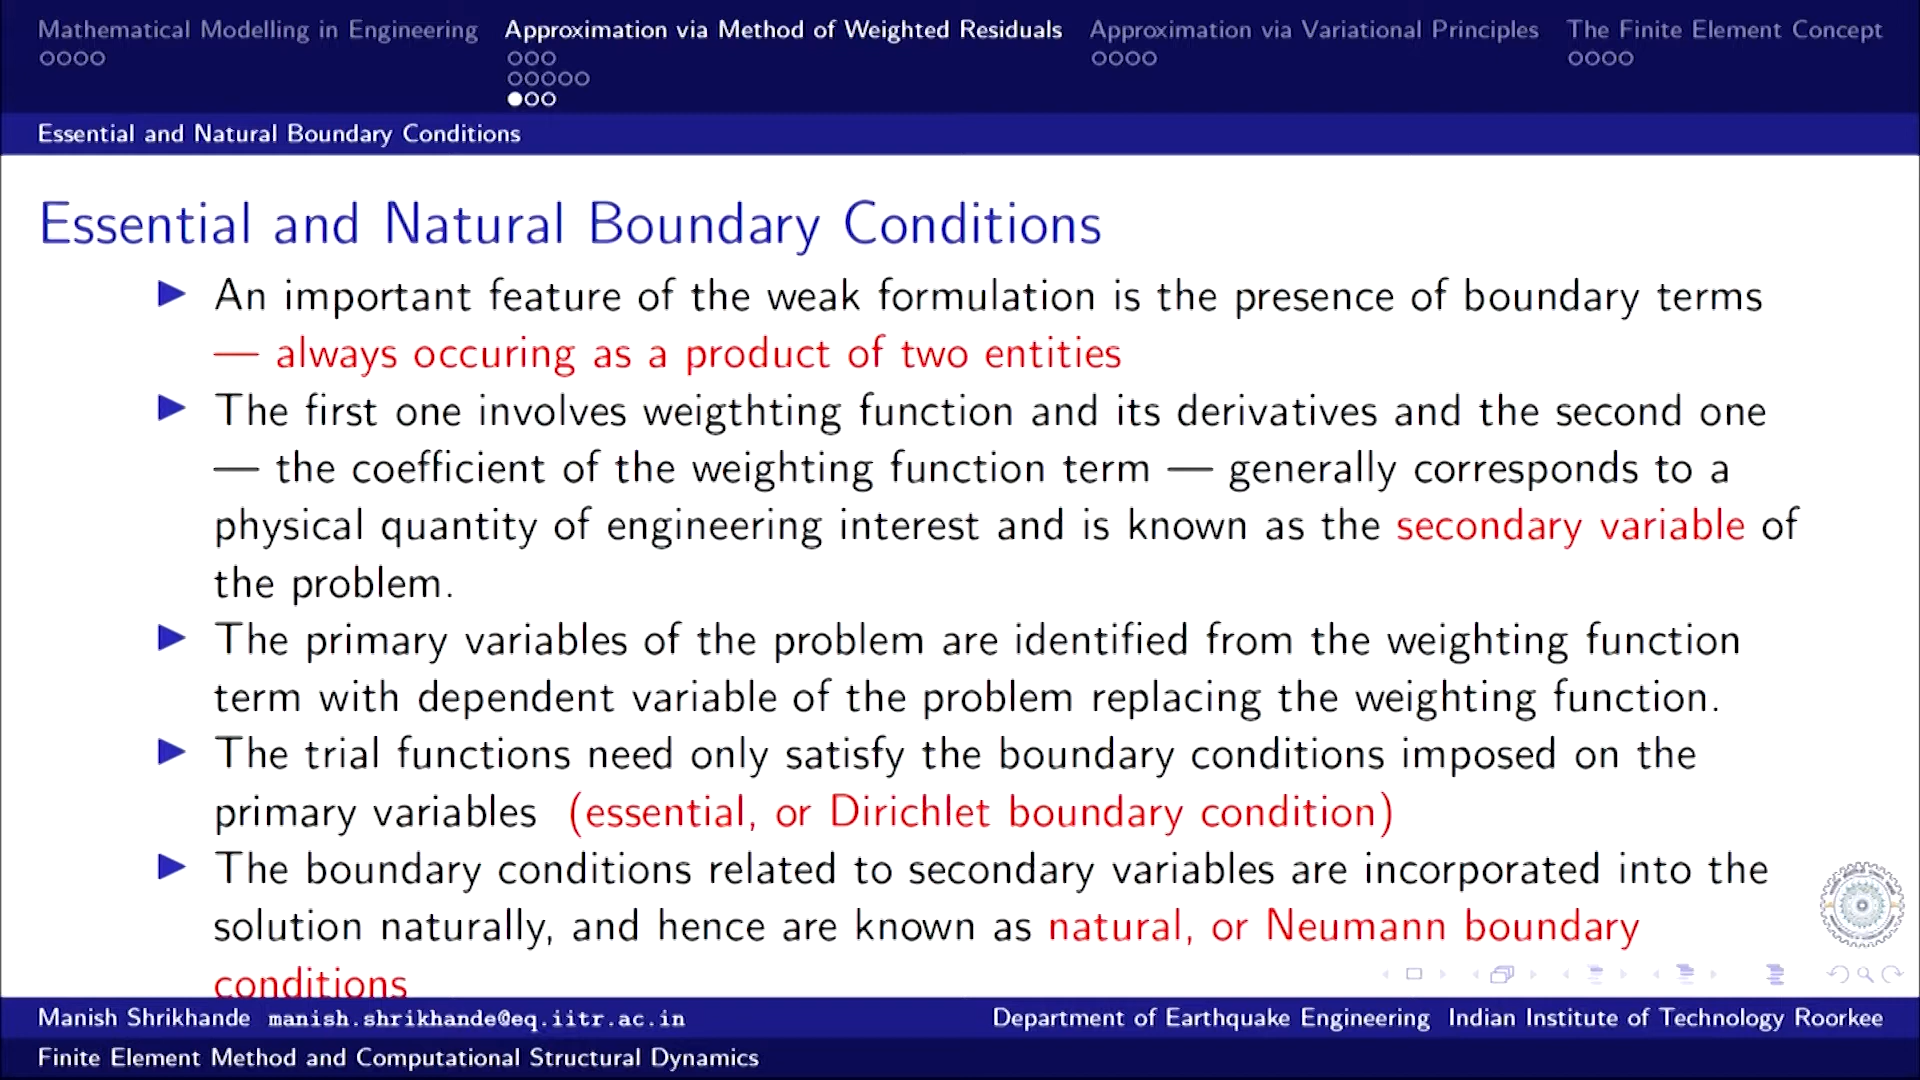 Mathematical Modelling in Engineering Approximation via Method of Weighted Residuals Approximation via Variational Principles The Finite Element Concept
Essential and Natural Boundary Conditions
Essential and Natural Boundary Conditions
An important feature of the weak formulation is the presence of boundary terms
— always occuring as a product of two entities
The first one involves weigthting function and its derivatives and the second one
— the coefficient of the weighting function term — generally corresponds to a
physical quantity of engineering interest and is known as the secondary variable of
the problem.
The primary variables of the problem are identified from the weighting function
term with dependent variable of the problem replacing the weighting function.
The trial functions need only satisfy the boundary conditions imposed on the
primary variables (essential, or Dirichlet boundary condition)
The boundary conditions related to secondary variables are incorporated into the
solution naturally, and hence are known as natural, or Neumann boundary
conditions
Manish Shrikhande manish.shrikhande@eq.iitr.ac.in Department of Earthquake Engineering Indian Institute of Technology Roorkee
Finite Element Method and Computational Structural Dynamics